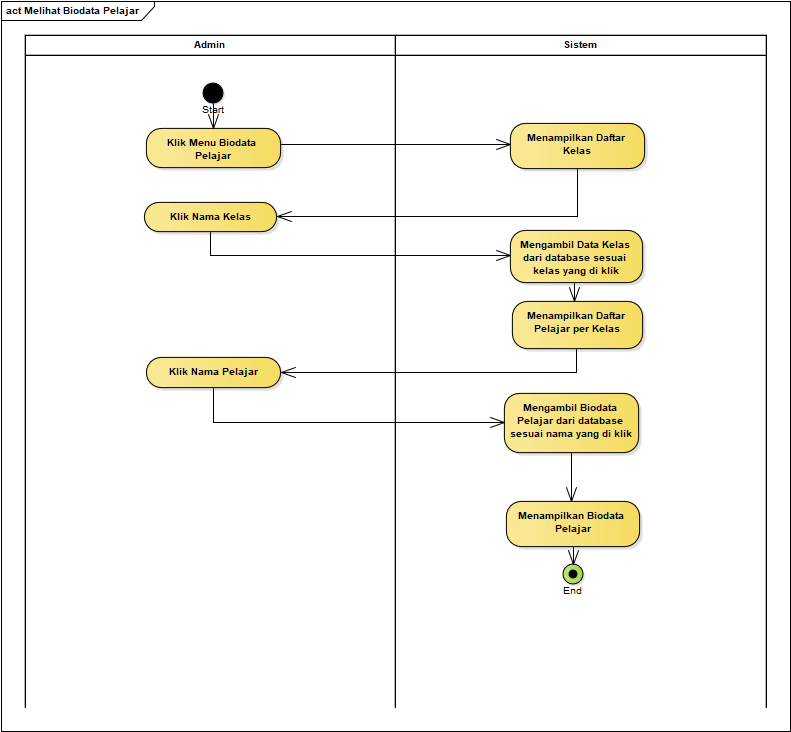 act Melihat Biodata Pelajar
Admin
Sistem
Start
Klik Menu Biodata
Pelajar
Menampilkan Daftar
Kelas
Klik Nama Kelas
Mengambil Data Kelas
dari database sesuai
kelas yang di klik
Menampilkan Daftar
Pelajar per Kelas
Klik Nama Pelajar
Mengambil Biodata
Pelajar dari database
sesuai nama yang di klik
Menampilkan Biodata
Pelajar
End